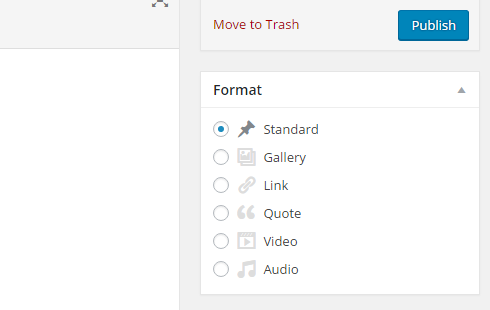 Move to Trash Publish
Format
Standard
Gallery
Link
Quote
Video
Audio